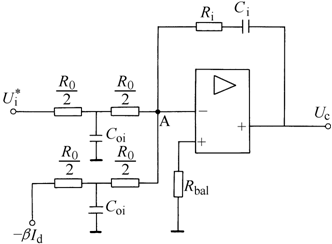 R_i
C_i
R_0/2
R_0/2
U_i^*
C_oi
A
−
+
+
U_c
R_0/2
R_0/2
C_oi
R_bal
−βI_d